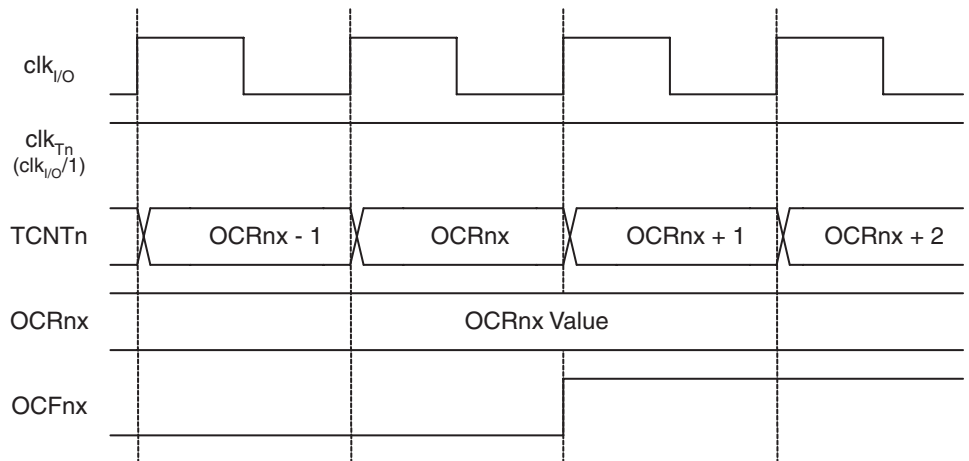 clkI/O
clkTn
(clkI/O/1)
TCNTn OCRnx - 1 OCRnx OCRnx + 1 OCRnx + 2
OCRnx OCRnx Value
OCFnx